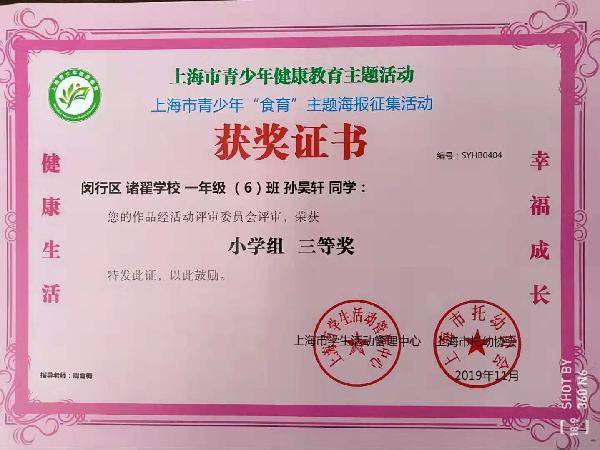 上海市青少年健康教育主题活动
上海市青少年“食育”主题海报征集活动
获奖证书
编号：SYHB0404
健康生活
幸福成长
闵行区 诸翟学校 一年级 （6）班 孙昊轩 同学：
您的作品经活动评审委员会评审，荣获
小学组 三等奖
特发此证，以此鼓励。
上海市学生活动管理中心
上海市托幼协会
上海市学生活动管理中心
上海市托幼协会
2019年11月
指导老师：
SHOT BY
360 N6